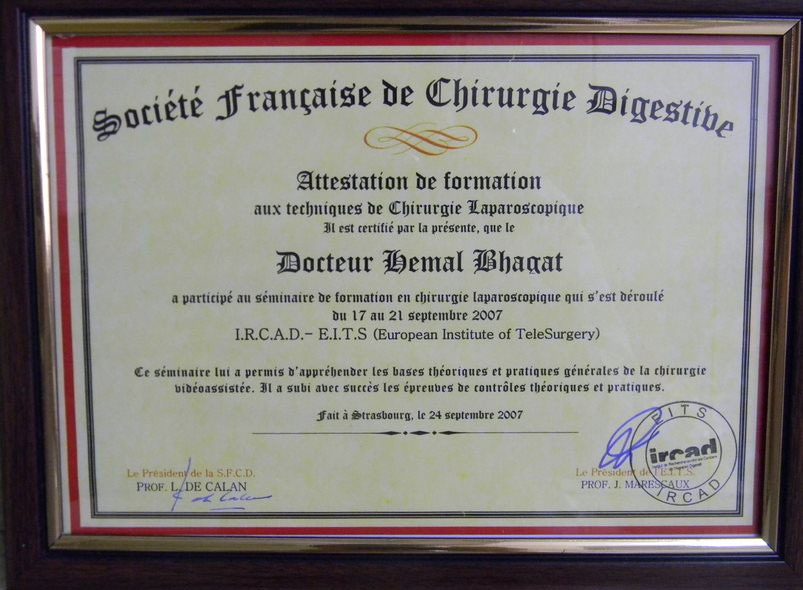 Société Française de Chirurgie Digestive
Attestation de formation
aux techniques de Chirurgie Laparoscopique
Il est certifié par la présente, que le
Docteur Hemal Bhagat
a participé au séminaire de formation en chirurgie laparoscopique qui s'est déroulé
du 17 au 21 septembre 2007
I.R.C.A.D.- E.I.T.S (European Institute of TeleSurgery)
Ce séminaire lui a permis d'appréhender les bases théoriques et pratiques générales de la chirurgie
vidéoassistée. Il a subi avec succès les épreuves de contrôles théoriques et pratiques.
Fait à Strasbourg, le 24 septembre 2007
Le Président de la S.F.C.D.
PROF. L. DE CALAN
Le Président de l'E.I.T.S.
PROF. J. MARESCAUX
EITS
ircad
IRCAD